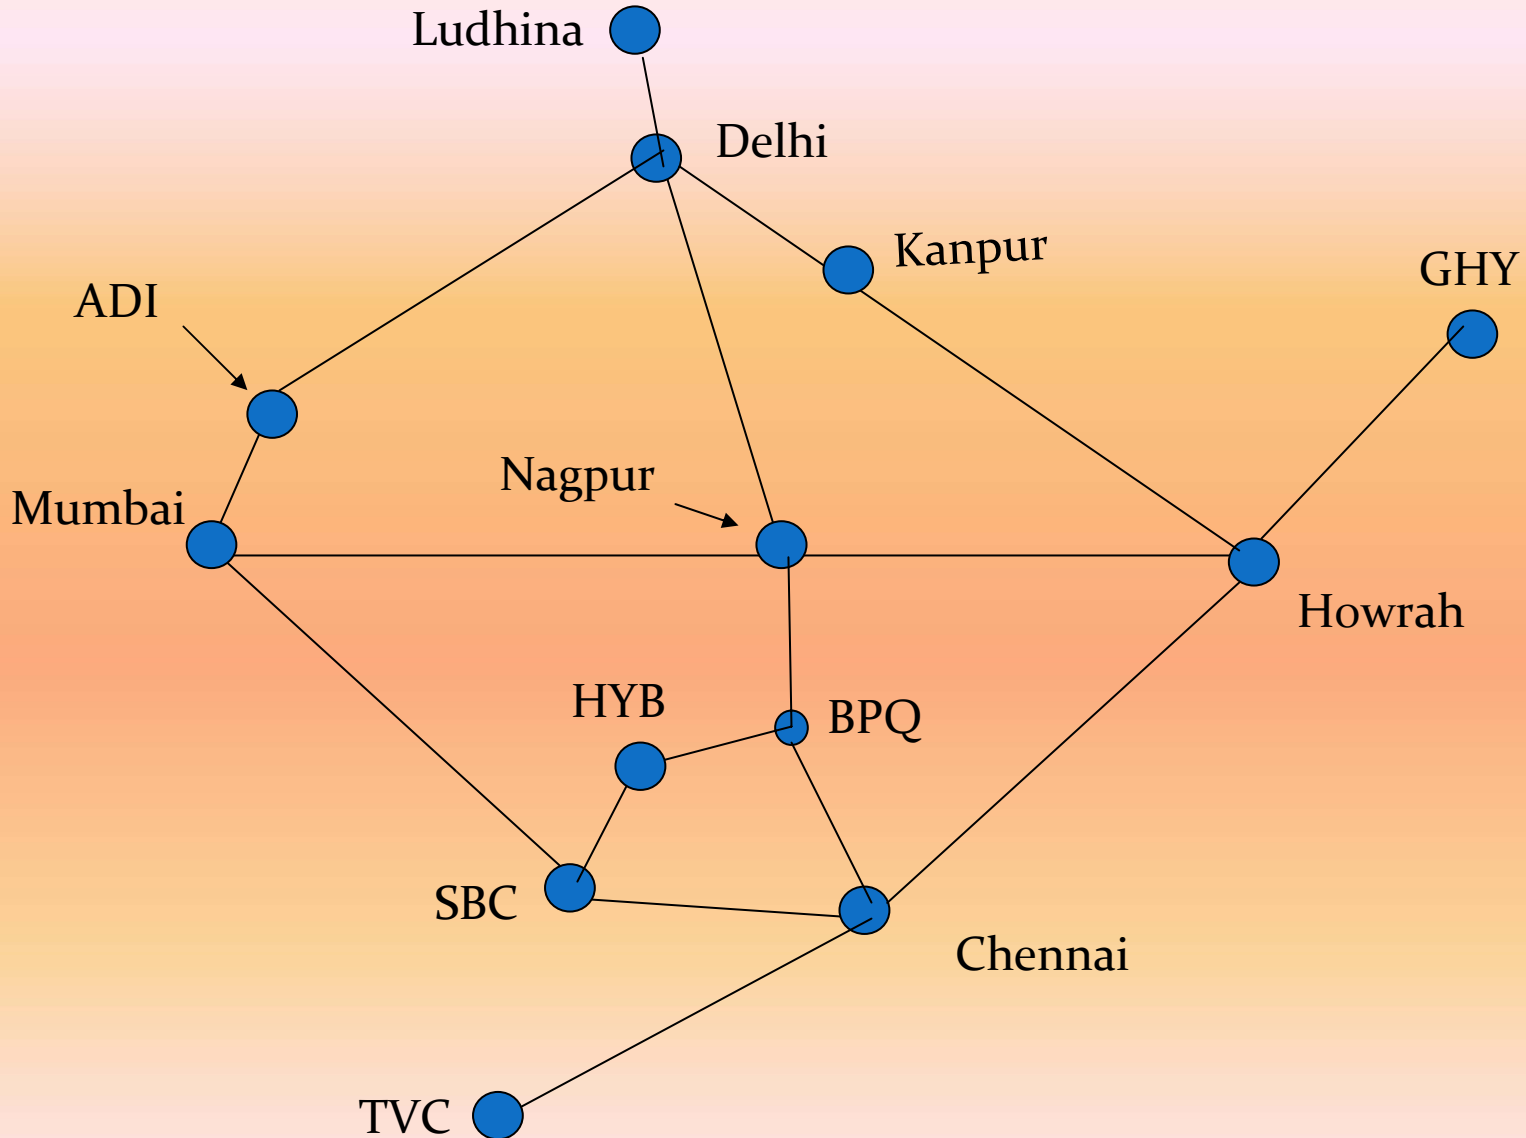 Ludhina
Delhi
Kanpur
GHY
ADI
Nagpur
Mumbai
Howrah
HYB
BPQ
SBC
Chennai
TVC